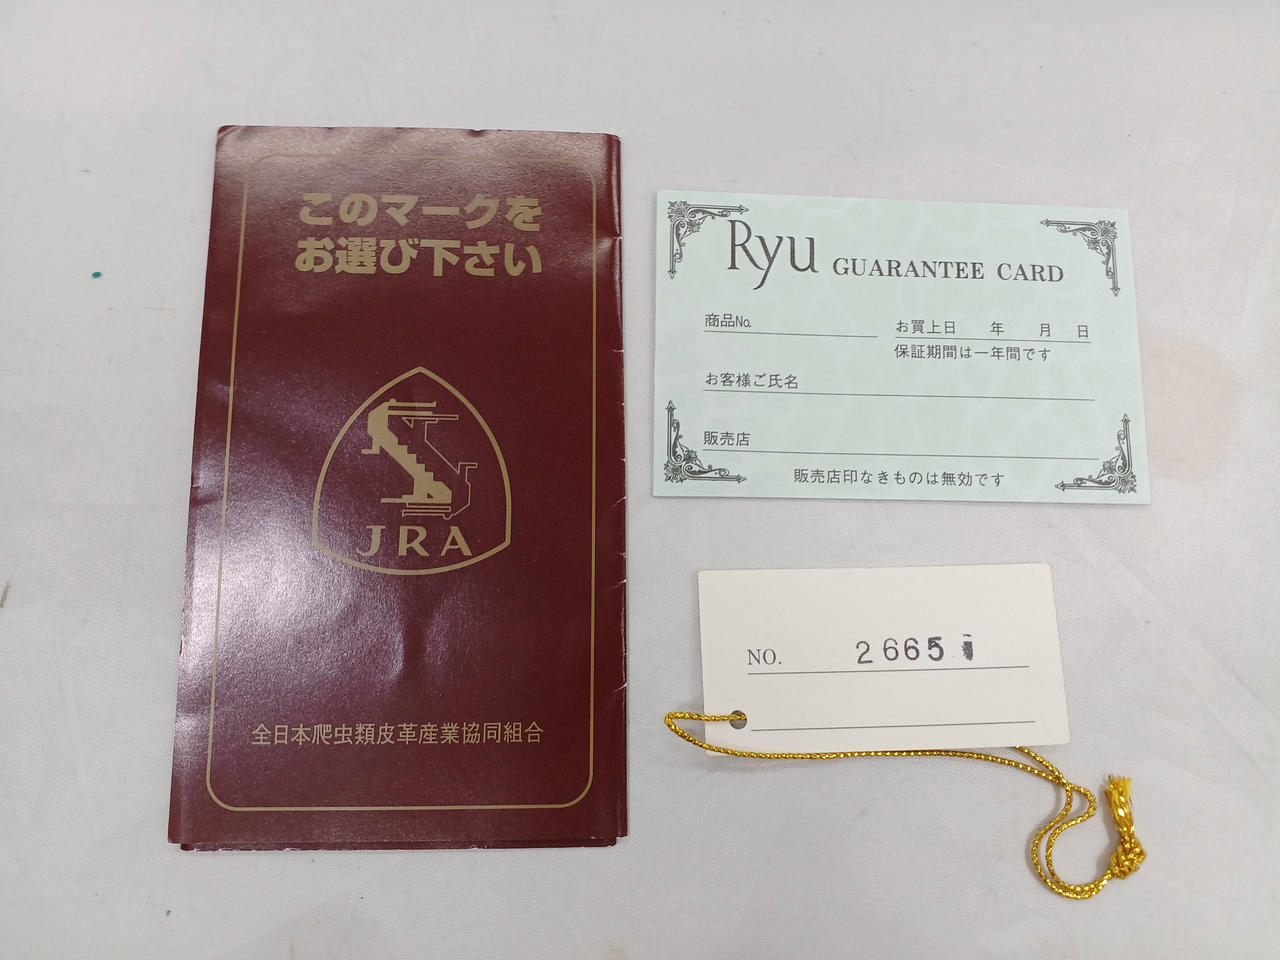 このマークを
お選び下さい
JRA
全日本爬虫類皮革産業協同組合
Ryu GUARANTEE CARD
商品No.
お買上日 年 月 日
保証期間は一年間です
お客様ご氏名
販売店
販売店印なきものは無効です
NO. 2665